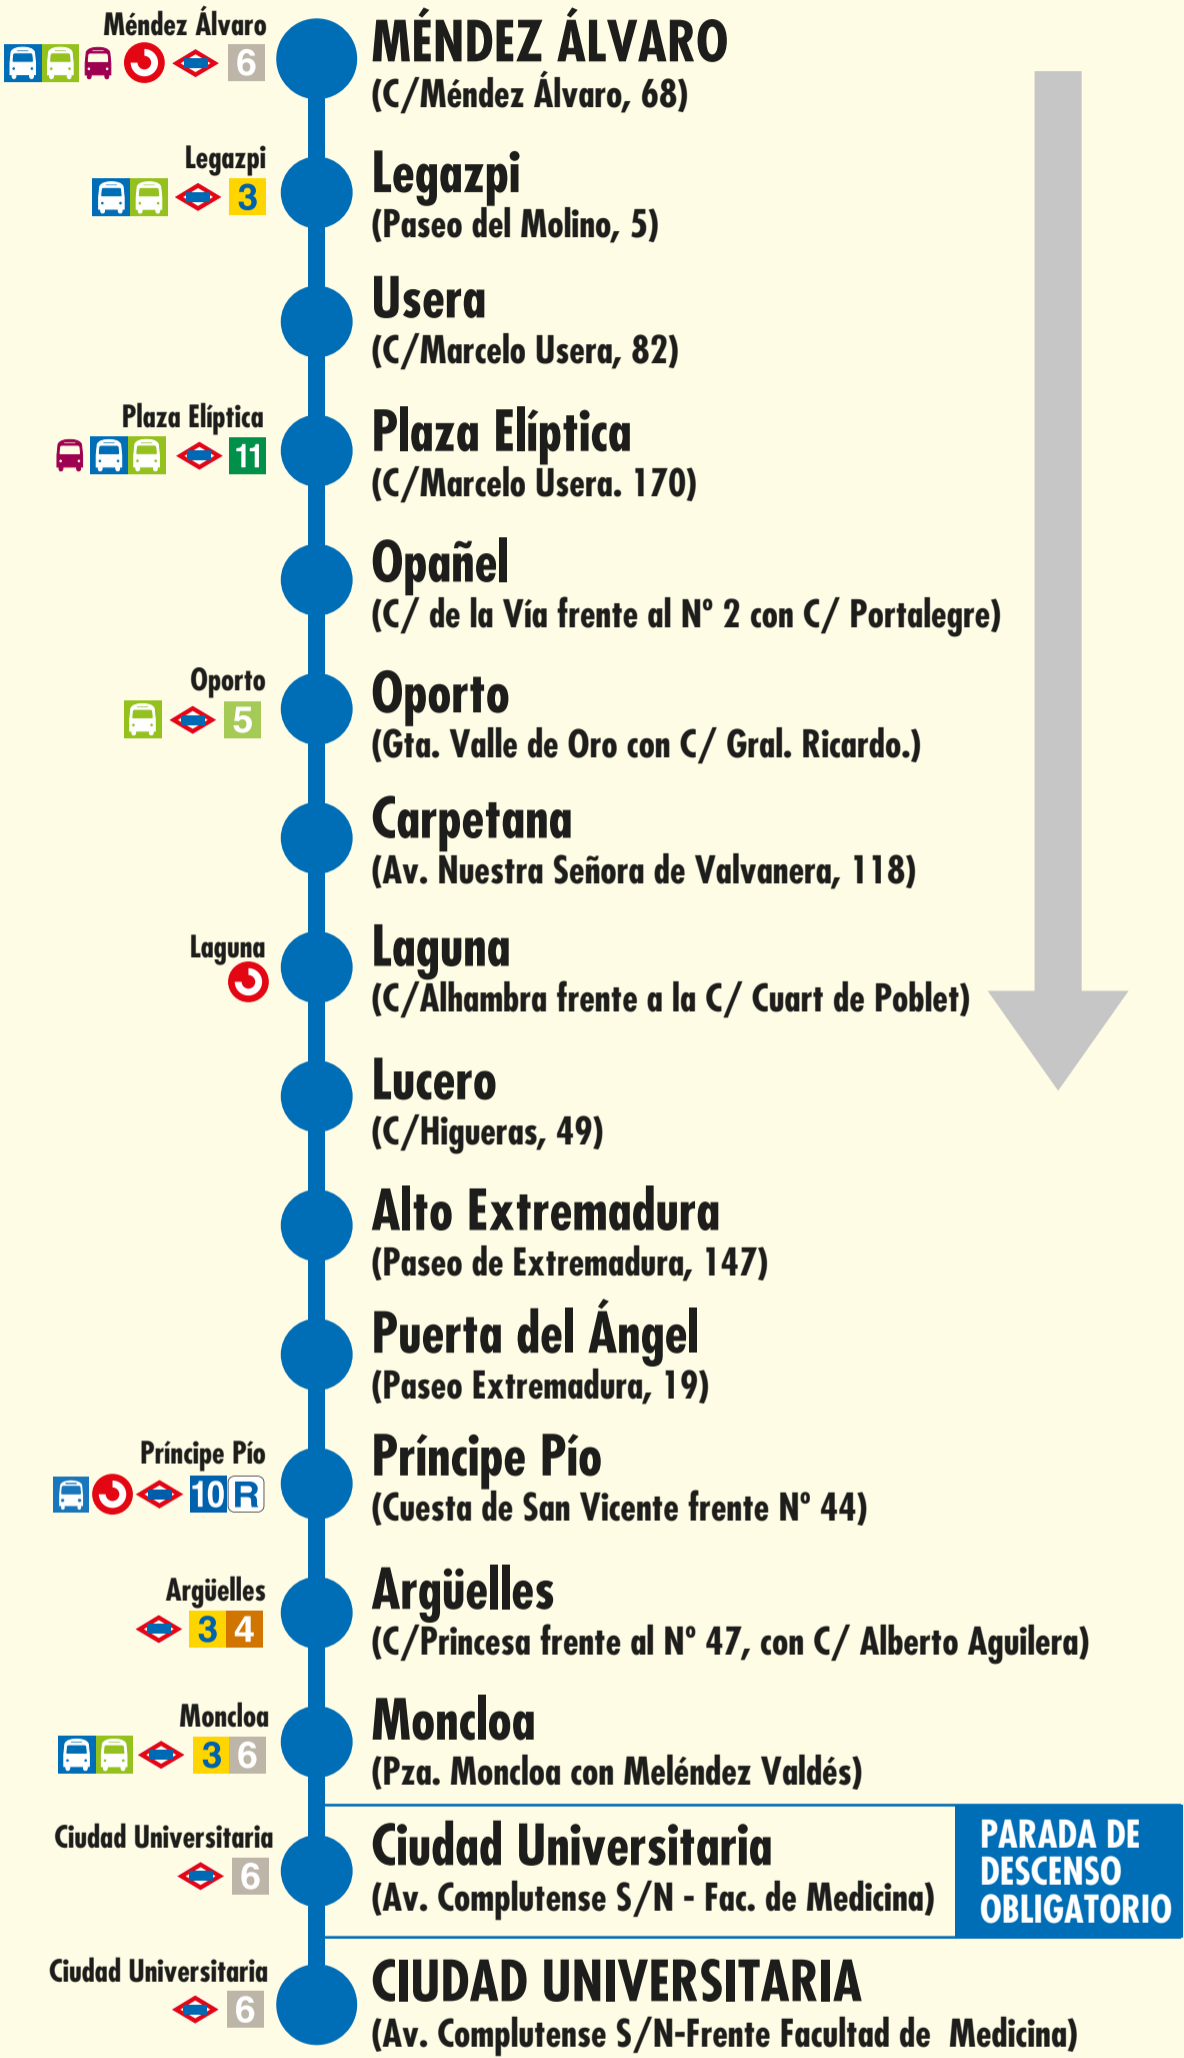 Méndez Álvaro
6
MÉNDEZ ÁLVARO
(C/Méndez Álvaro, 68)
Legazpi
3
Legazpi
(Paseo del Molino, 5)
Usera
(C/Marcelo Usera, 82)
Plaza Elíptica
11
Plaza Elíptica
(C/Marcelo Usera. 170)
Opañel
(C/ de la Vía frente al Nº 2 con C/ Portalegre)
Oporto
5
Oporto
(Gta. Valle de Oro con C/ Gral. Ricardo.)
Carpetana
(Av. Nuestra Señora de Valvanera, 118)
Laguna
Laguna
(C/Alhambra frente a la C/ Cuart de Poblet)
Lucero
(C/Higueras, 49)
Alto Extremadura
(Paseo de Extremadura, 147)
Puerta del Ángel
(Paseo Extremadura, 19)
Príncipe Pío
10 R
Príncipe Pío
(Cuesta de San Vicente frente Nº 44)
Argüelles
3 4
Argüelles
(C/Princesa frente al Nº 47, con C/ Alberto Aguilera)
Moncloa
3 6
Moncloa
(Pza. Moncloa con Meléndez Valdés)
Ciudad Universitaria
6
Ciudad Universitaria
(Av. Complutense S/N - Fac. de Medicina)
PARADA DE
DESCENSO
OBLIGATORIO
Ciudad Universitaria
6
CIUDAD UNIVERSITARIA
(Av. Complutense S/N-Frente Facultad de Medicina)